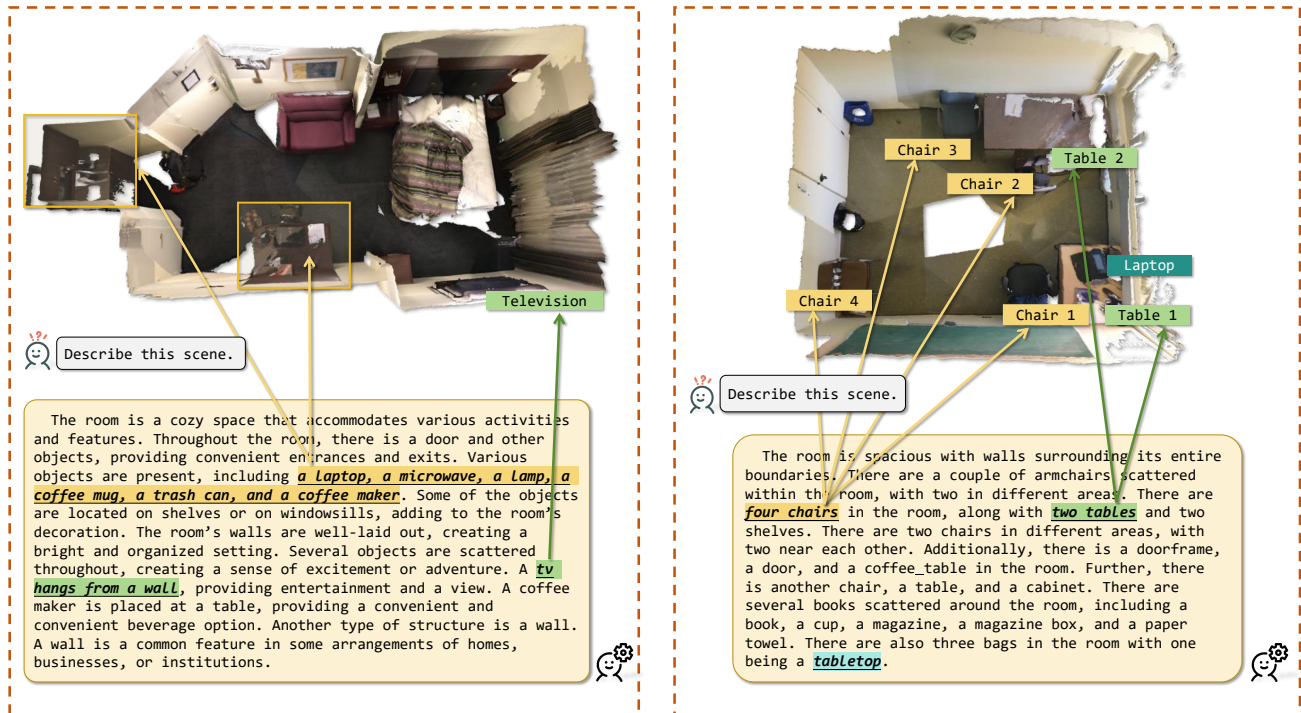 Television
Describe this scene.
The room is a cozy space that accommodates various activities
and features. Throughout the room, there is a door and other
objects, providing convenient entrances and exits. Various
objects are present, including a laptop, a microwave, a lamp, a
coffee mug, a trash can, and a coffee maker. Some of the objects
are located on shelves or on windowsills, adding to the room's
decoration. The room's walls are well-laid out, creating a
bright and organized setting. Several objects are scattered
throughout, creating a sense of excitement or adventure. A tv
hangs from a wall, providing entertainment and a view. A coffee
maker is placed at a table, providing a convenient and
convenient beverage option. Another type of structure is a wall.
A wall is a common feature in some arrangements of homes,
businesses, or institutions.
Chair 3
Table 2
Chair 2
Laptop
Chair 4
Chair 1
Table 1
Describe this scene.
The room is spacious with walls surrounding its entire
boundaries. There are a couple of armchairs scattered
within the room, with two in different areas. There are
four chairs in the room, along with two tables and two
shelves. There are two chairs in different areas, with
two near each other. Additionally, there is a doorframe,
a door, and a coffee_table in the room. Further, there
is another chair, a table, and a cabinet. There are
several books scattered around the room, including a
book, a cup, a magazine, a magazine box, and a paper
towel. There are also three bags in the room with one
being a tabletop.